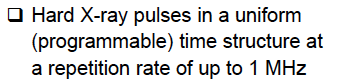 ❑ Hard X-ray pulses in a uniform
(programmable) time structure at
a repetition rate of up to 1 MHz